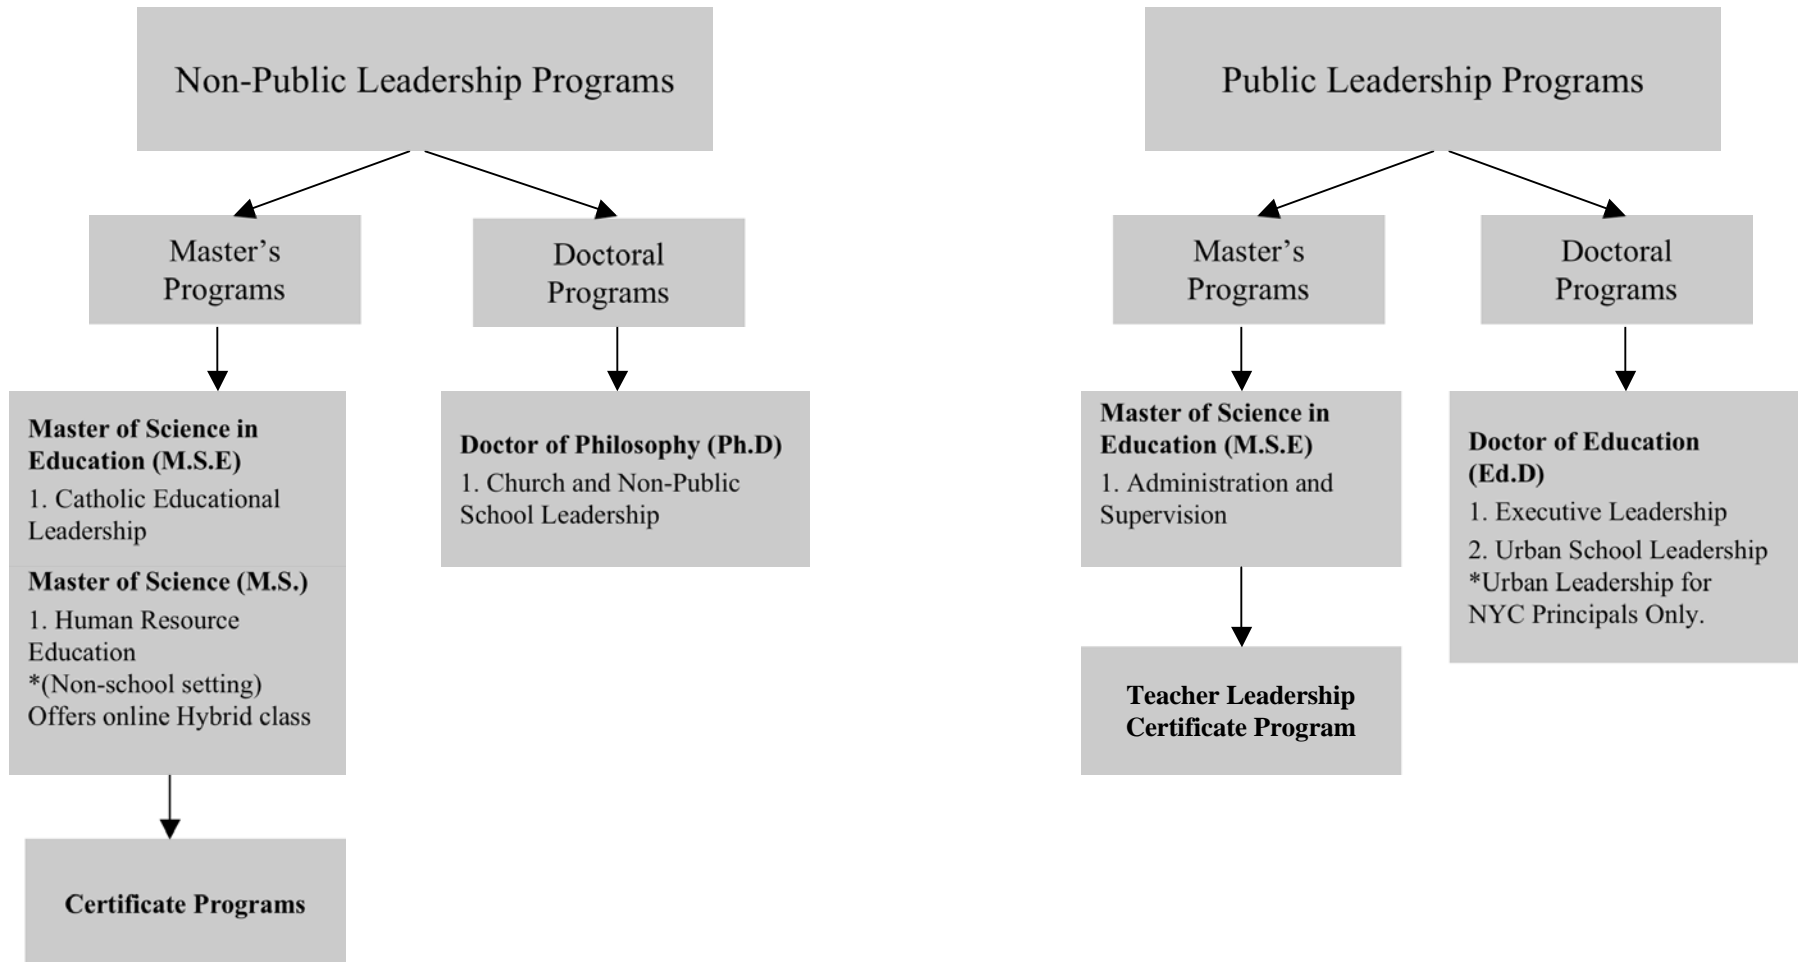 Non-Public Leadership Programs
Master’s
Programs
Doctoral
Programs
Master of Science in
Education (M.S.E)
1. Catholic Educational
Leadership
Master of Science (M.S.)
1. Human Resource
Education
*(Non-school setting)
Offers online Hybrid class
Certificate Programs
Doctor of Philosophy (Ph.D)
1. Church and Non-Public
School Leadership
Public Leadership Programs
Master’s
Programs
Doctoral
Programs
Master of Science in
Education (M.S.E)
1. Administration and
Supervision
Teacher Leadership
Certificate Program
Doctor of Education
(Ed.D)
1. Executive Leadership
2. Urban School Leadership
*Urban Leadership for
NYC Principals Only.